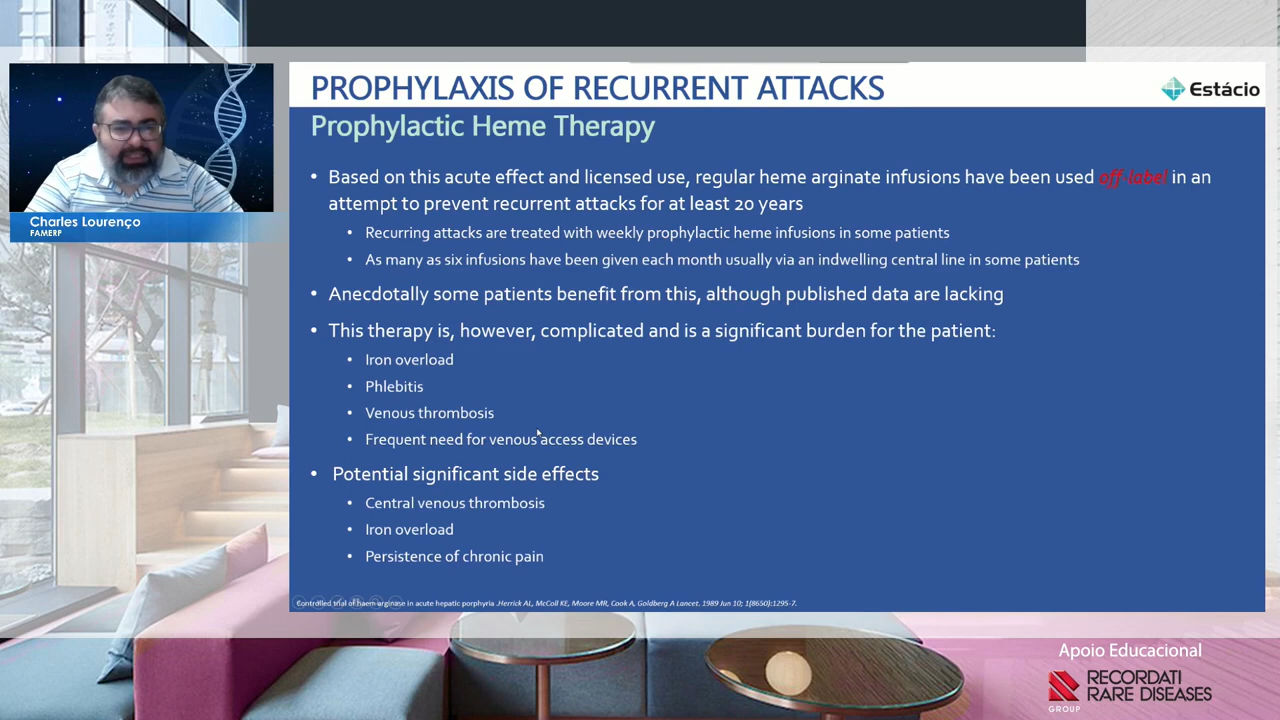 PROPHYLAXIS OF RECURRENT ATTACKS
Estácio
Prophylactic Heme Therapy
• Based on this acute effect and licensed use, regular heme arginate infusions have been used off-label in an
attempt to prevent recurrent attacks for at least 20 years
• Recurring attacks are treated with weekly prophylactic heme infusions in some patients
• As many as six infusions have been given each month usually via an indwelling central line in some patients
• Anecdotally some patients benefit from this, although published data are lacking
• This therapy is, however, complicated and is a significant burden for the patient:
• Iron overload
• Phlebitis
• Venous thrombosis
• Frequent need for venous access devices
• Potential significant side effects
• Central venous thrombosis
• Iron overload
• Persistence of chronic pain
Controlled trial of haem arginase in acute hepatic porphyria .Herrick AL, McColl KE, Moore MR, Cook A, Goldberg A Lancet. 1989 Jun 10; 1(8650):1295-7.
Charles Lourenço
FAMERP
Apoio Educacional
RECORDATI
RARE DISEASES
GROUP